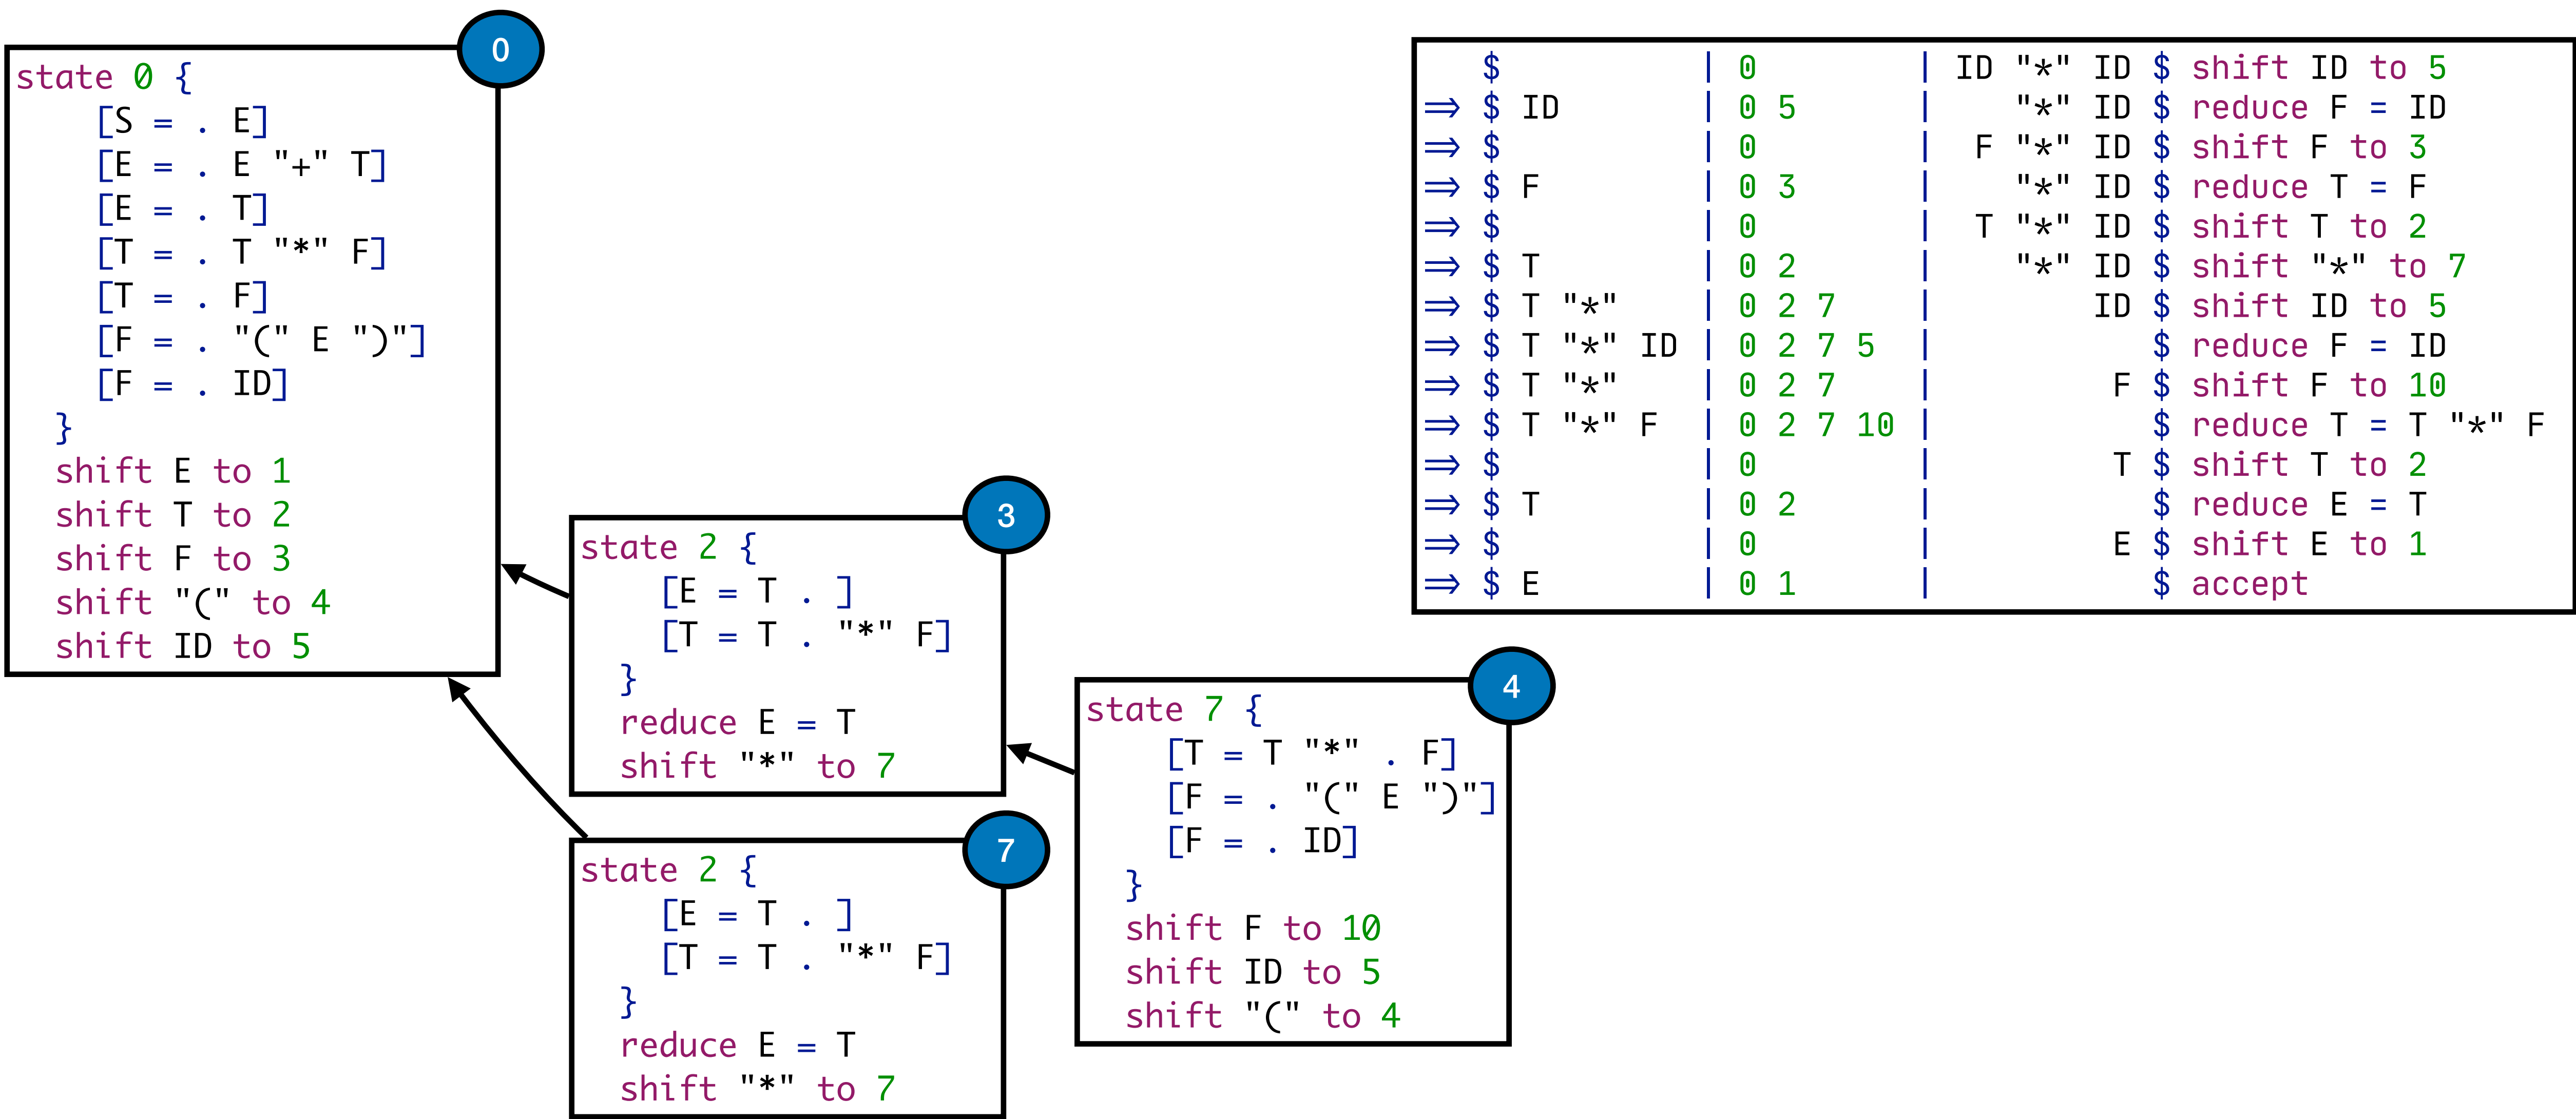 0
state 0 {
[S = . E]
[E = . E "+" T]
[E = . T]
[T = . T "*" F]
[T = . F]
[F = . "(" E ")"]
[F = . ID]
}
shift E to 1
shift T to 2
shift F to 3
shift "(" to 4
shift ID to 5
3
state 2 {
[E = T . ]
[T = T . "*" F]
}
reduce E = T
shift "*" to 7
7
state 2 {
[E = T . ]
[T = T . "*" F]
}
reduce E = T
shift "*" to 7
4
state 7 {
[T = T "*" . F]
[F = . "(" E ")"]
[F = . ID]
}
shift F to 10
shift ID to 5
shift "(" to 4
$ | 0 | ID "*" ID $ shift ID to 5
⟹ $ ID | 0 5 | "*" ID $ reduce F = ID
⟹ $ | 0 | F "*" ID $ shift F to 3
⟹ $ F | 0 3 | "*" ID $ reduce T = F
⟹ $ | 0 | T "*" ID $ shift T to 2
⟹ $ T | 0 2 | "*" ID $ shift "*" to 7
⟹ $ T "*" | 0 2 7 | ID $ shift ID to 5
⟹ $ T "*" ID | 0 2 7 5 | $ reduce F = ID
⟹ $ T "*" | 0 2 7 | F $ shift F to 10
⟹ $ T "*" F | 0 2 7 10 | $ reduce T = T "*" F
⟹ $ | 0 | T $ shift T to 2
⟹ $ T | 0 2 | $ reduce E = T
⟹ $ | 0 | E $ shift E to 1
⟹ $ E | 0 1 | $ accept